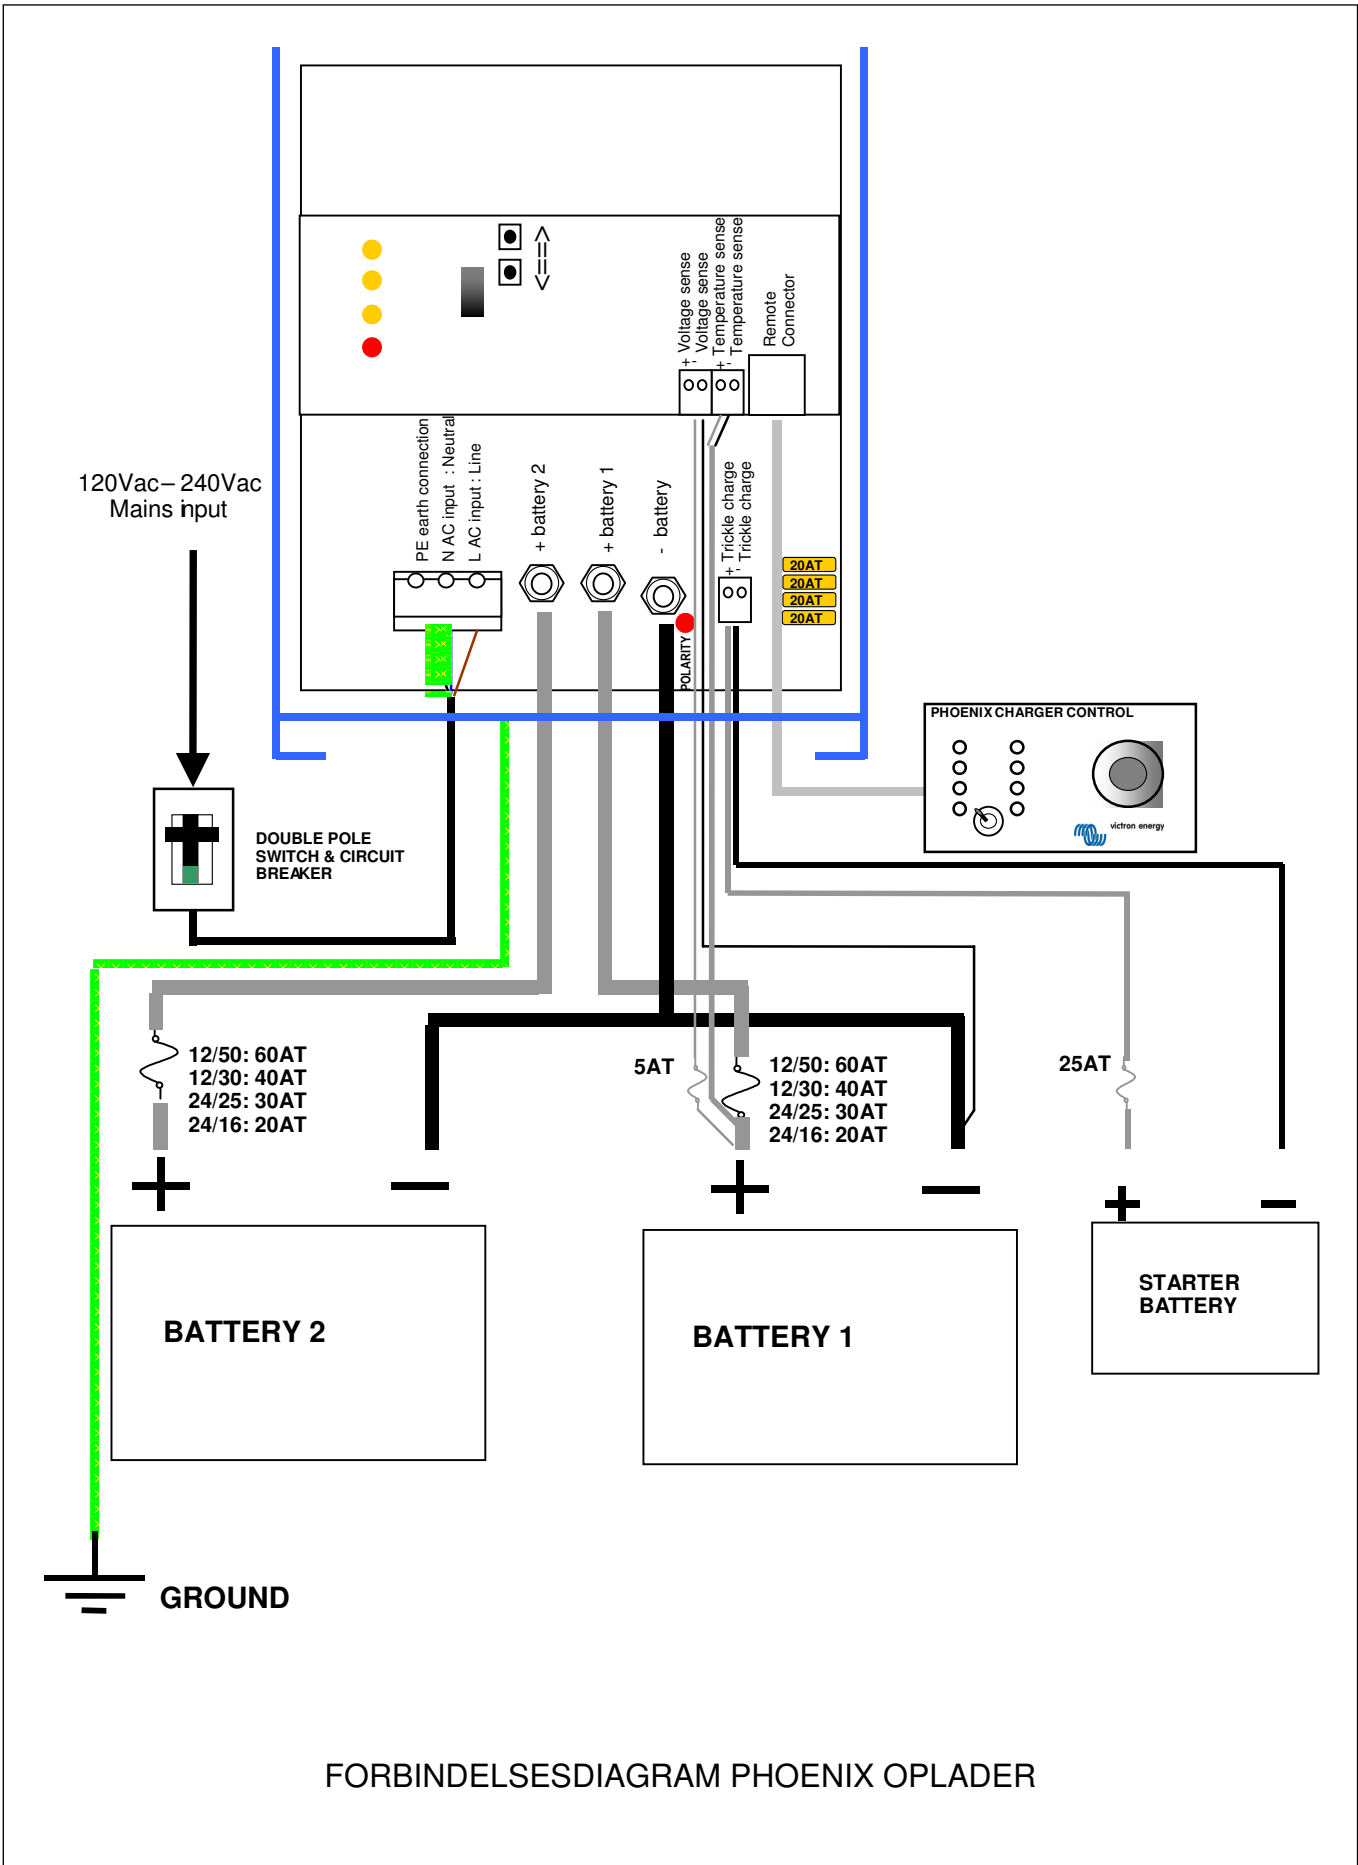 + Voltage sense
- Voltage sense
+ Temperature sense
- Temperature sense
Remote
Connector
<==>
PE earth connection
N AC input : Neutral
L AC input : Line
+ battery 2
+ battery 1
- battery
+ Trickle charge
- Trickle charge
20AT
20AT
20AT
20AT
POLARITY
120Vac– 240Vac
Mains input
PHOENIX CHARGER CONTROL
victron energy
DOUBLE POLE
SWITCH & CIRCUIT
BREAKER
12/50: 60AT
12/30: 40AT
24/25: 30AT
24/16: 20AT
5AT
12/50: 60AT
12/30: 40AT
24/25: 30AT
24/16: 20AT
25AT
+ −
+ −
+ −
BATTERY 2
BATTERY 1
STARTER
BATTERY
GROUND
FORBINDELSESDIAGRAM PHOENIX OPLADER